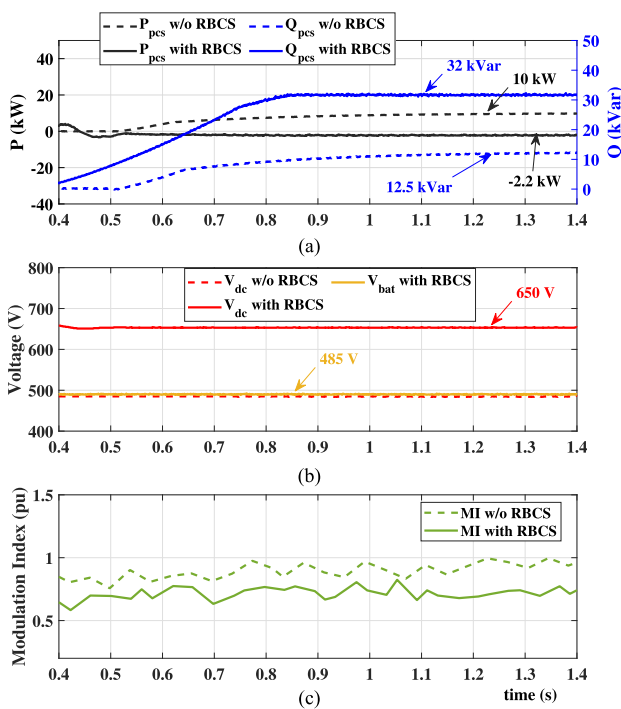 P_pcs w/o RBCS Q_pcs w/o RBCS
P_pcs with RBCS Q_pcs with RBCS
P (kW)
40
20
0
-20
-40
50
40
30
20
10
0
Q (kVar)
32 kVar
10 kW
12.5 kVar
-2.2 kW
0.4 0.5 0.6 0.7 0.8 0.9 1 1.1 1.2 1.3 1.4
(a)
Voltage (V)
800
700
600
500
400
V_dc w/o RBCS V_bat with RBCS
V_dc with RBCS
650 V
485 V
0.4 0.5 0.6 0.7 0.8 0.9 1 1.1 1.2 1.3 1.4
(b)
Modulation Index (pu)
1.5
1
0.5
MI w/o RBCS
MI with RBCS
0.4 0.5 0.6 0.7 0.8 0.9 1 1.1 1.2 1.3 1.4
(c)
time (s)